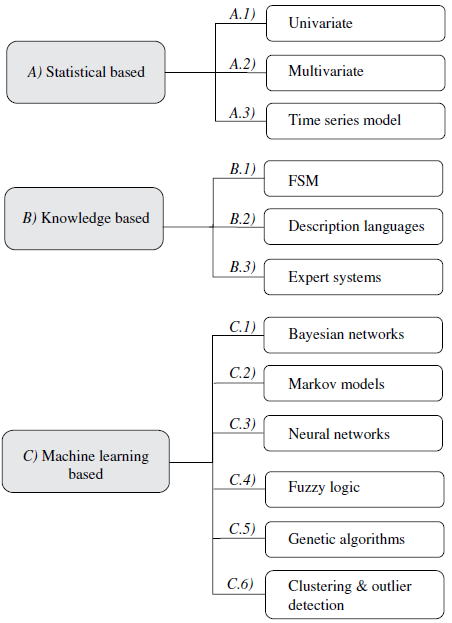 A.1)
Univariate
A) Statistical based
A.2)
Multivariate
A.3)
Time series model
B.1)
FSM
B) Knowledge based
B.2)
Description languages
B.3)
Expert systems
C.1)
Bayesian networks
C.2)
Markov models
C.3)
Neural networks
C) Machine learning
based
C.4)
Fuzzy logic
C.5)
Genetic algorithms
C.6)
Clustering & outlier
detection